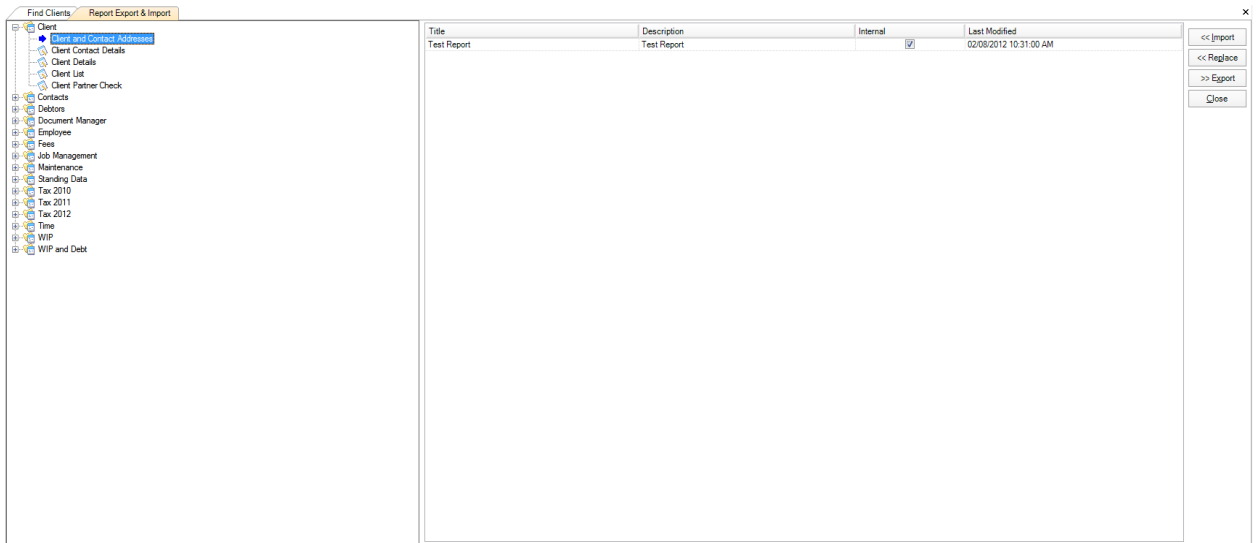 Find Clients Report Export & Import
Client
Client and Contact Addresses
Client Contact Details
Client Details
Client List
Client Partner Check
Contacts
Debtors
Document Manager
Employee
Fees
Job Management
Maintenance
Standing Data
Tax 2010
Tax 2011
Tax 2012
Time
WIP
WIP and Debt
Title Description Internal Last Modified
Test Report Test Report 02/08/2012 10:31:00 AM
<< Import
<< Replace
>> Export
Close